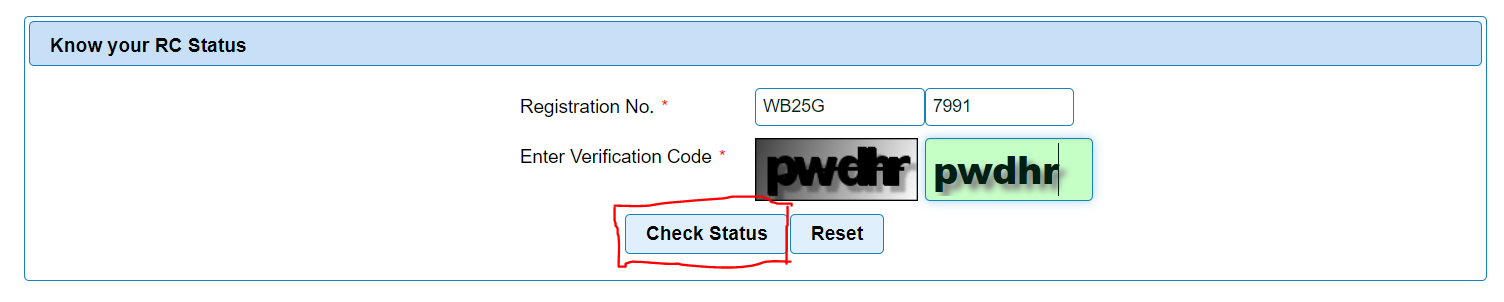 Know your RC Status
Registration No. * WB25G 7991
Enter Verification Code * pwdhr pwdhr
Check Status Reset